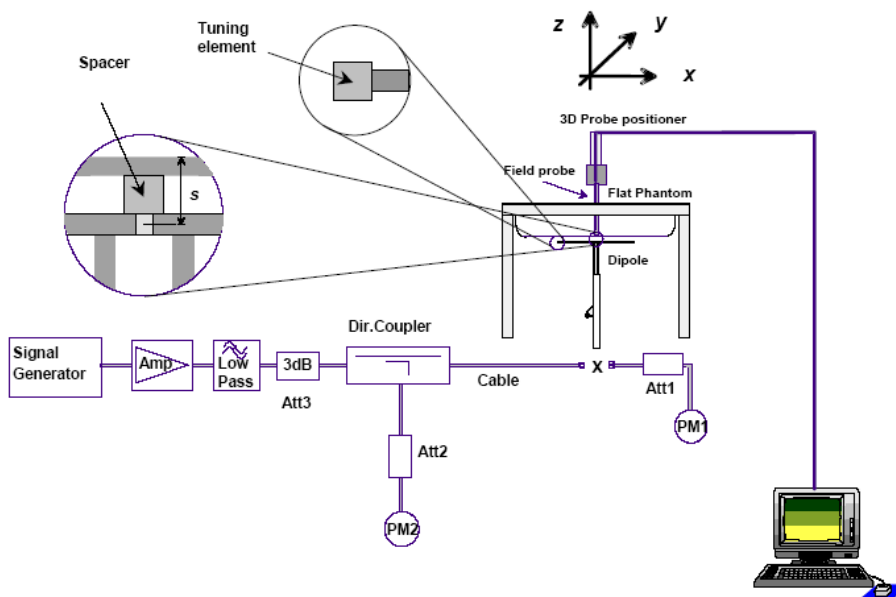 Tuning
element
Spacer
s
z
y
x
3D Probe positioner
Field probe
Flat Phantom
Dipole
Dir.Coupler
Signal
Generator
Amp
Low
Pass
3dB
Att3
Cable
X
Att1
PM1
Att2
PM2